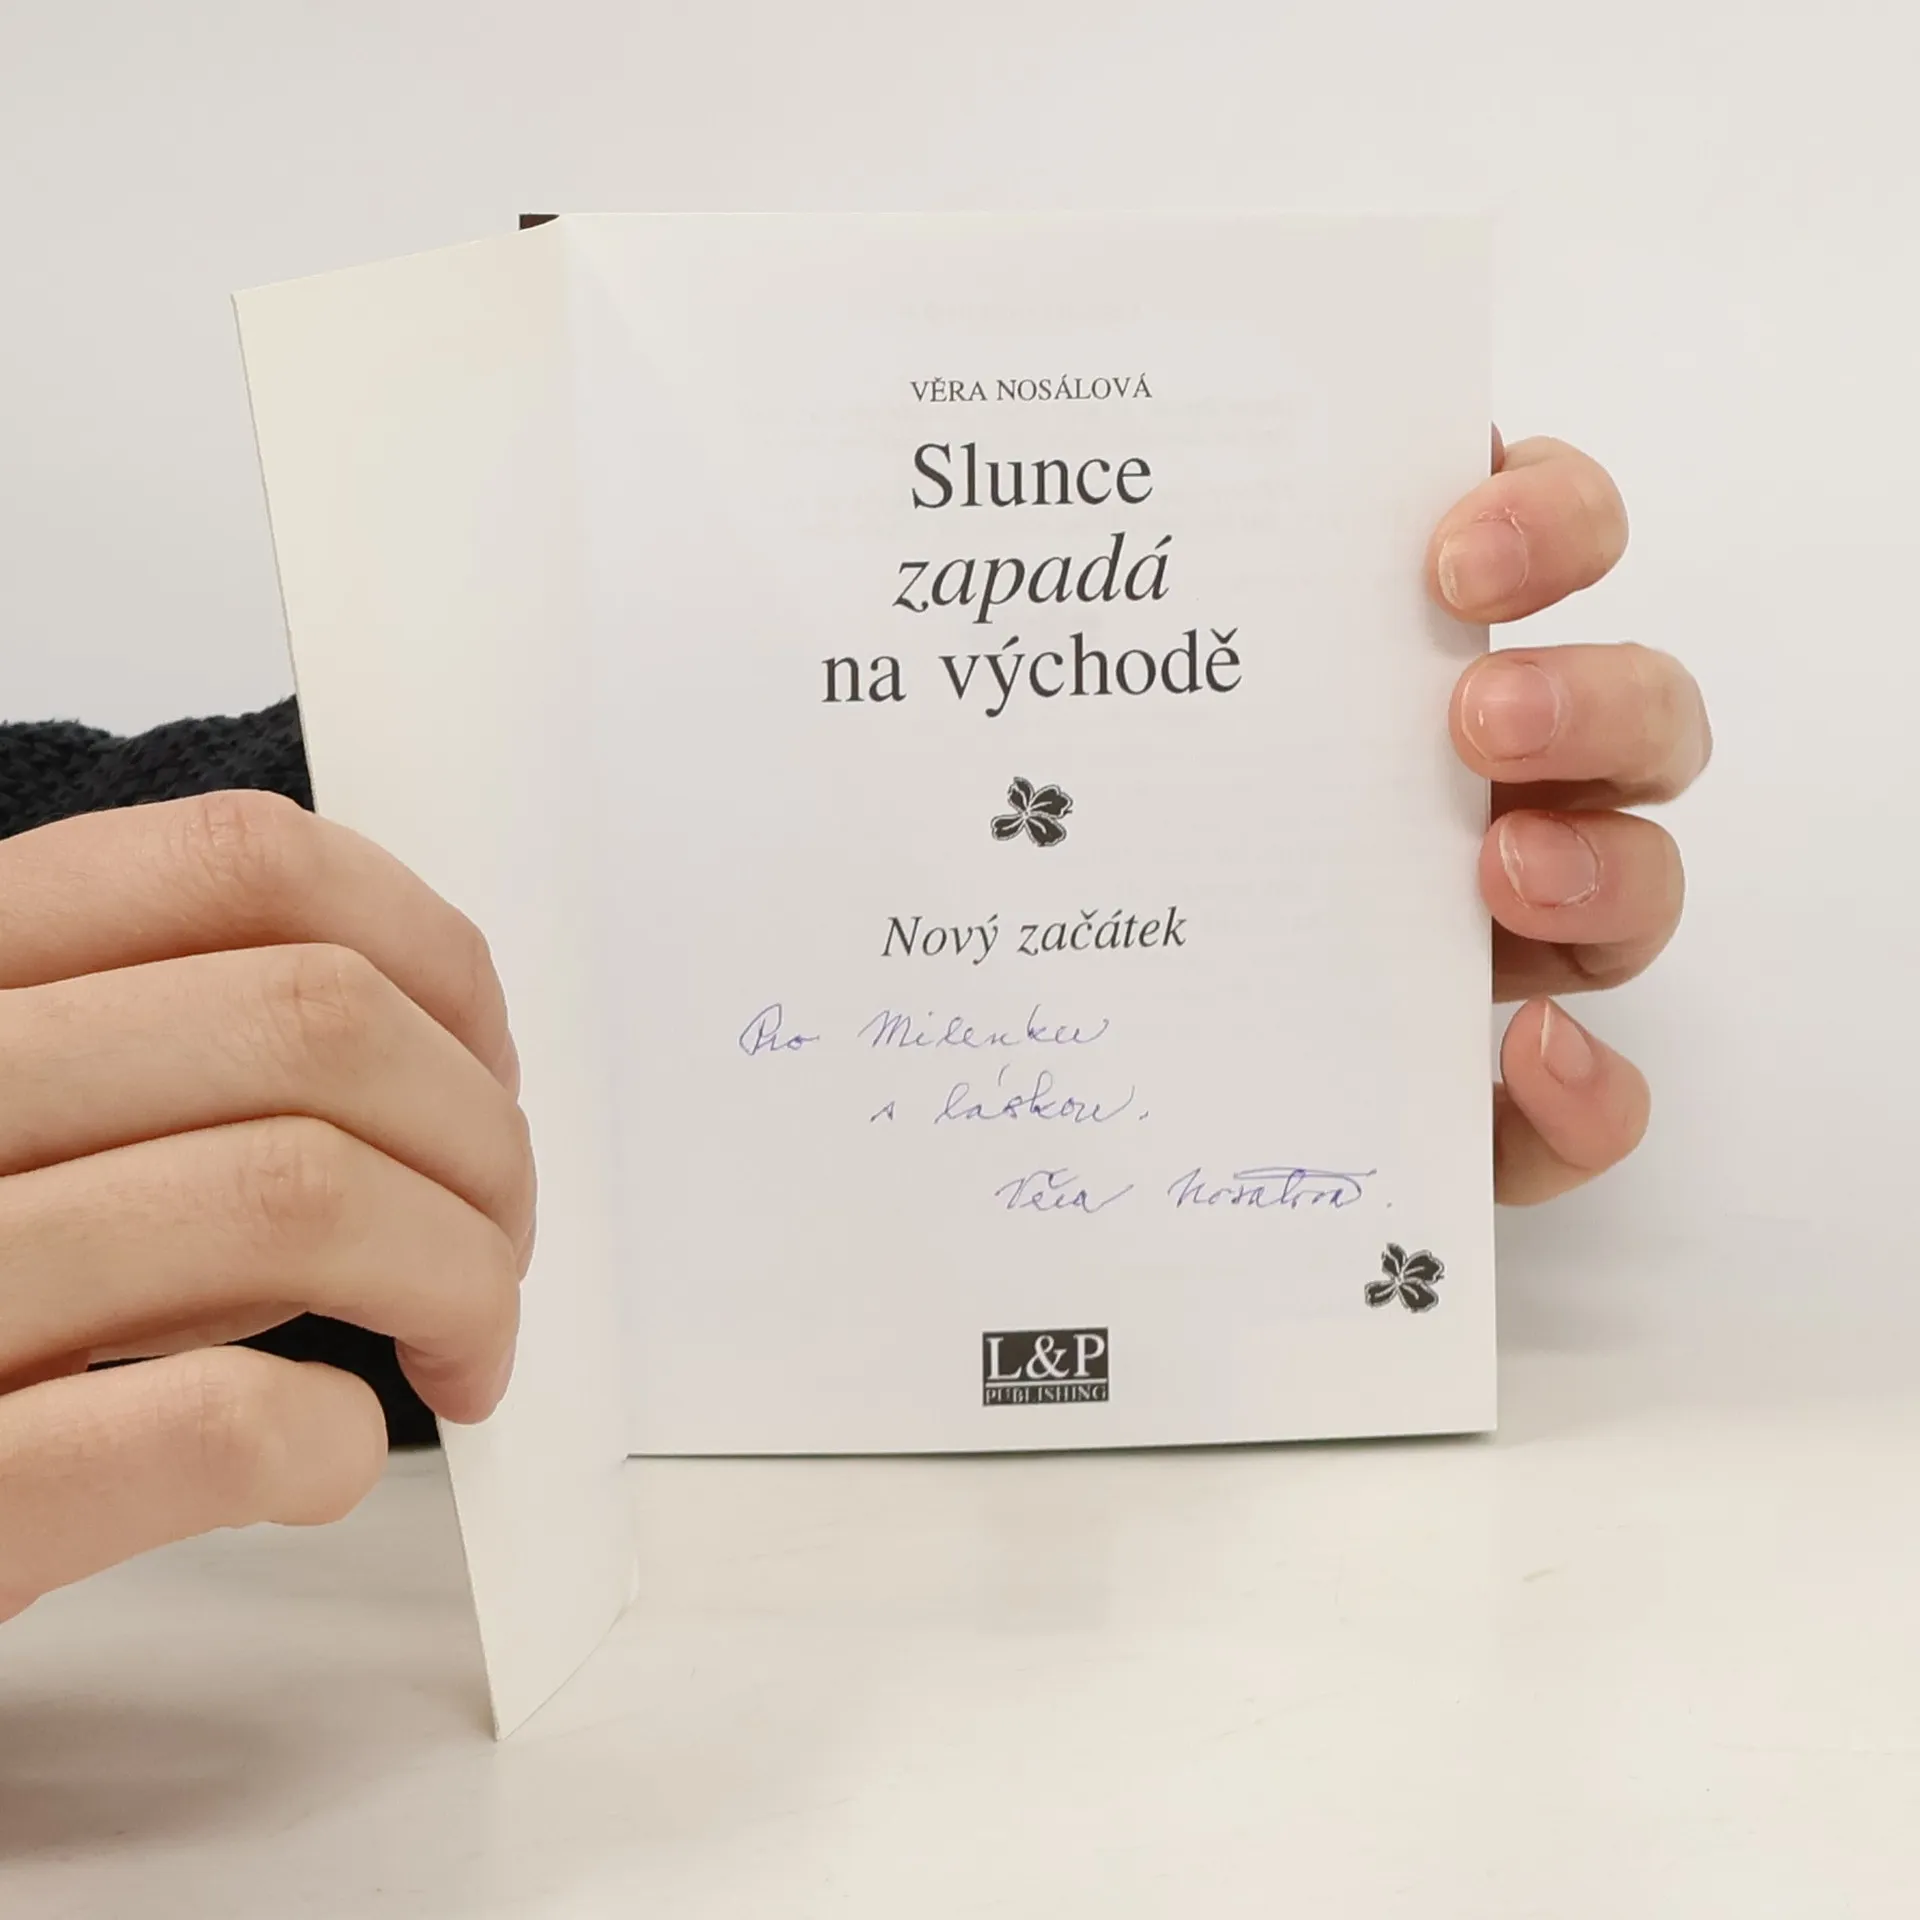 VĚRA NOSÁLOVÁ
Slunce
zapadá
na východě
Nový začátek
Pro Milenku
s láskou.
Věra Nosálová.
L&P
PUBLISHING